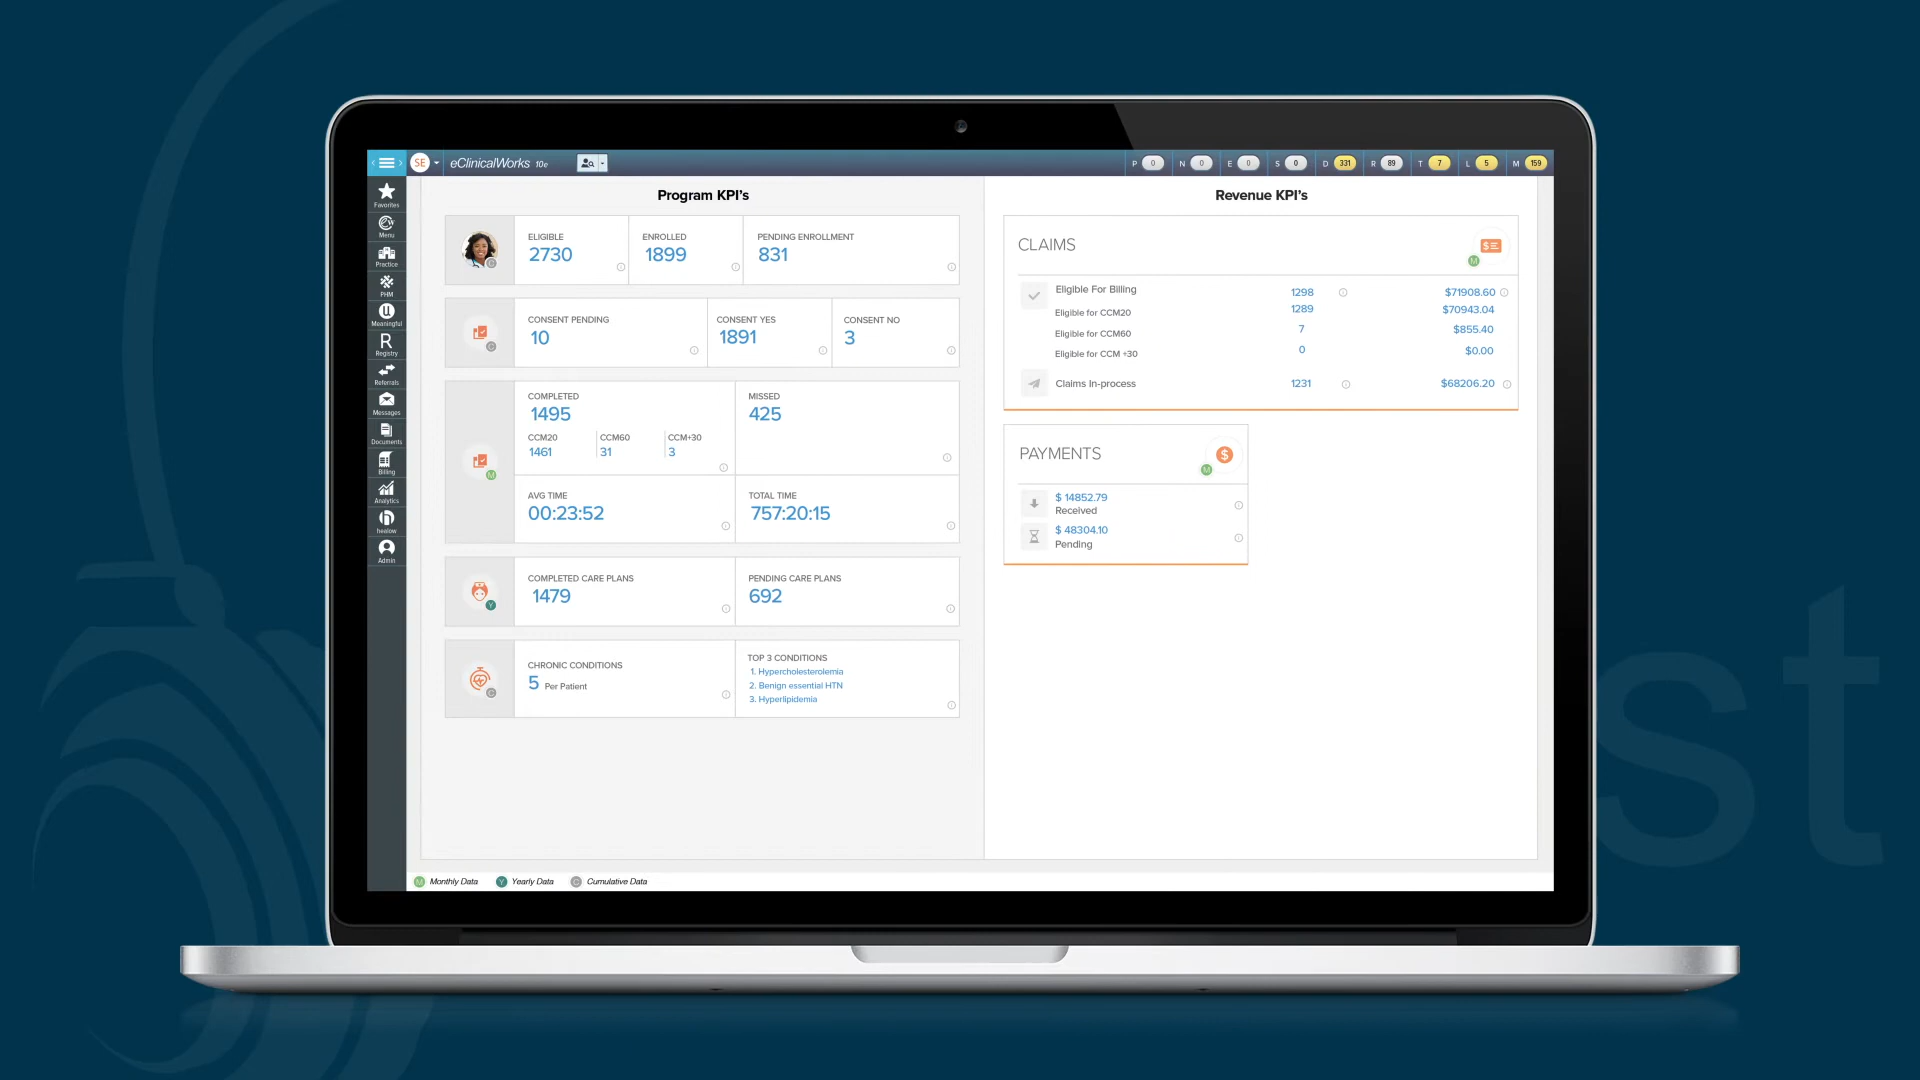 SE
eClinicalWorks 10e
P 0
N 0
E 0
S 0
D 331
R 89
T 7
L 5
M 159
Favorites
Menu
Practice
PHM
Meaningful
Registry
Referrals
Messages
Documents
Billing
Analytics
healow
Admin
Program KPI's
ELIGIBLE
2730
ENROLLED
1899
PENDING ENROLLMENT
831
CONSENT PENDING
10
CONSENT YES
1891
CONSENT NO
3
COMPLETED
1495
CCM20
1461
CCM60
31
CCM+30
3
MISSED
425
AVG TIME
00:23:52
TOTAL TIME
757:20:15
COMPLETED CARE PLANS
1479
PENDING CARE PLANS
692
CHRONIC CONDITIONS
5 Per Patient
TOP 3 CONDITIONS
1. Hypercholesterolemia
2. Benign essential HTN
3. Hyperlipidemia
Revenue KPI's
CLAIMS
Eligible For Billing 1298 $71908.60
Eligible for CCM20 1289 $70943.04
Eligible for CCM60 7 $855.40
Eligible for CCM +30 0 $0.00
Claims In-process 1231 $68206.20
PAYMENTS
$ 14852.79
Received
$ 48304.10
Pending
M Monthly Data
Y Yearly Data
C Cumulative Data
st